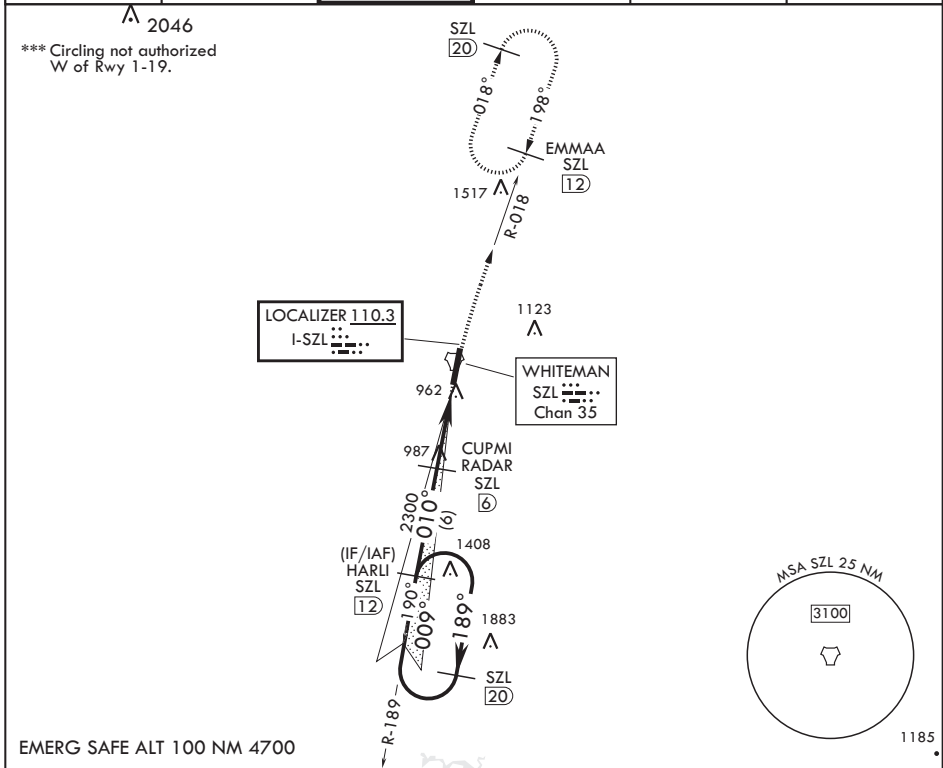 2046
*** Circling not authorized
W of Rwy 1-19.
SZL
20
018°
198°
EMMAA
SZL
12
1517
R-018
1123
LOCALIZER 110.3
I-SZL
WHITEMAN
SZL
Chan 35
962
987
CUPMI
RADAR
SZL
6
2300
010°
(6)
1408
(IF/IAF)
HARLI
SZL
12
190°
009°
189°
1883
SZL
20
R-189
MSA SZL 25 NM
3100
EMERG SAFE ALT 100 NM 4700
1185